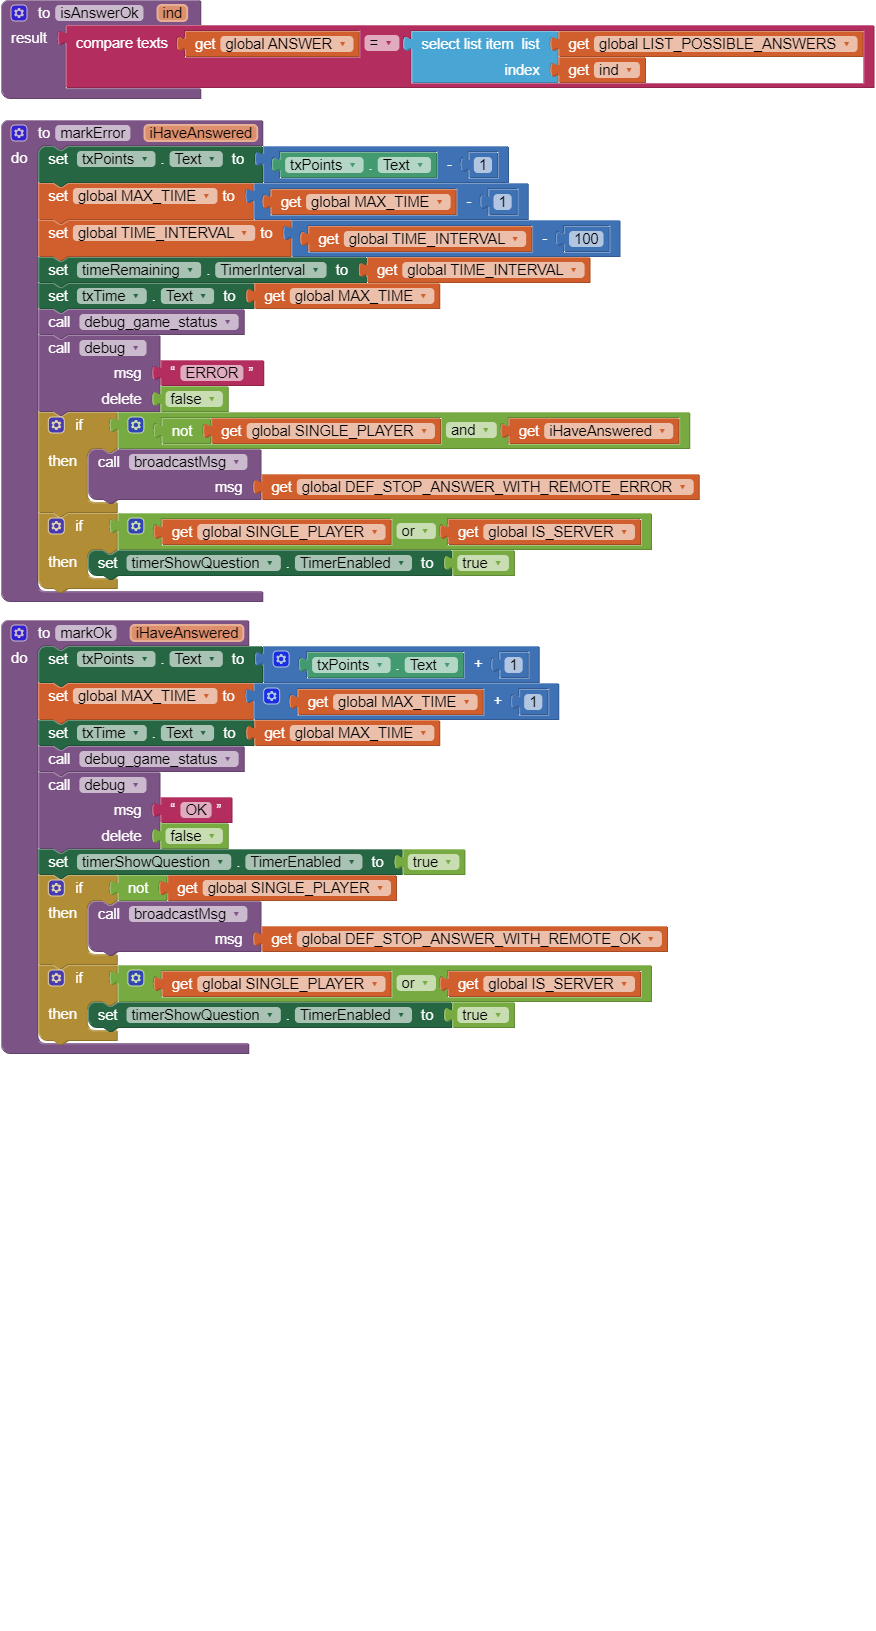 to isAnswerOk ind
result compare texts get global ANSWER = select list item list get global LIST_POSSIBLE_ANSWERS
index get ind
to markError iHaveAnswered
do set txPoints . Text to txPoints . Text - 1
set global MAX_TIME to get global MAX_TIME - 1
set global TIME_INTERVAL to get global TIME_INTERVAL - 100
set timeRemaining . TimerInterval to get global TIME_INTERVAL
set txTime . Text to get global MAX_TIME
call debug_game_status
call debug
msg " ERROR "
delete false
if not get global SINGLE_PLAYER and get iHaveAnswered
then call broadcastMsg
msg get global DEF_STOP_ANSWER_WITH_REMOTE_ERROR
if get global SINGLE_PLAYER or get global IS_SERVER
then set timerShowQuestion . TimerEnabled to true
to markOk iHaveAnswered
do set txPoints . Text to txPoints . Text + 1
set global MAX_TIME to get global MAX_TIME + 1
set txTime . Text to get global MAX_TIME
call debug_game_status
call debug
msg " OK "
delete false
set timerShowQuestion . TimerEnabled to true
if not get global SINGLE_PLAYER
then call broadcastMsg
msg get global DEF_STOP_ANSWER_WITH_REMOTE_OK
if get global SINGLE_PLAYER or get global IS_SERVER
then set timerShowQuestion . TimerEnabled to true